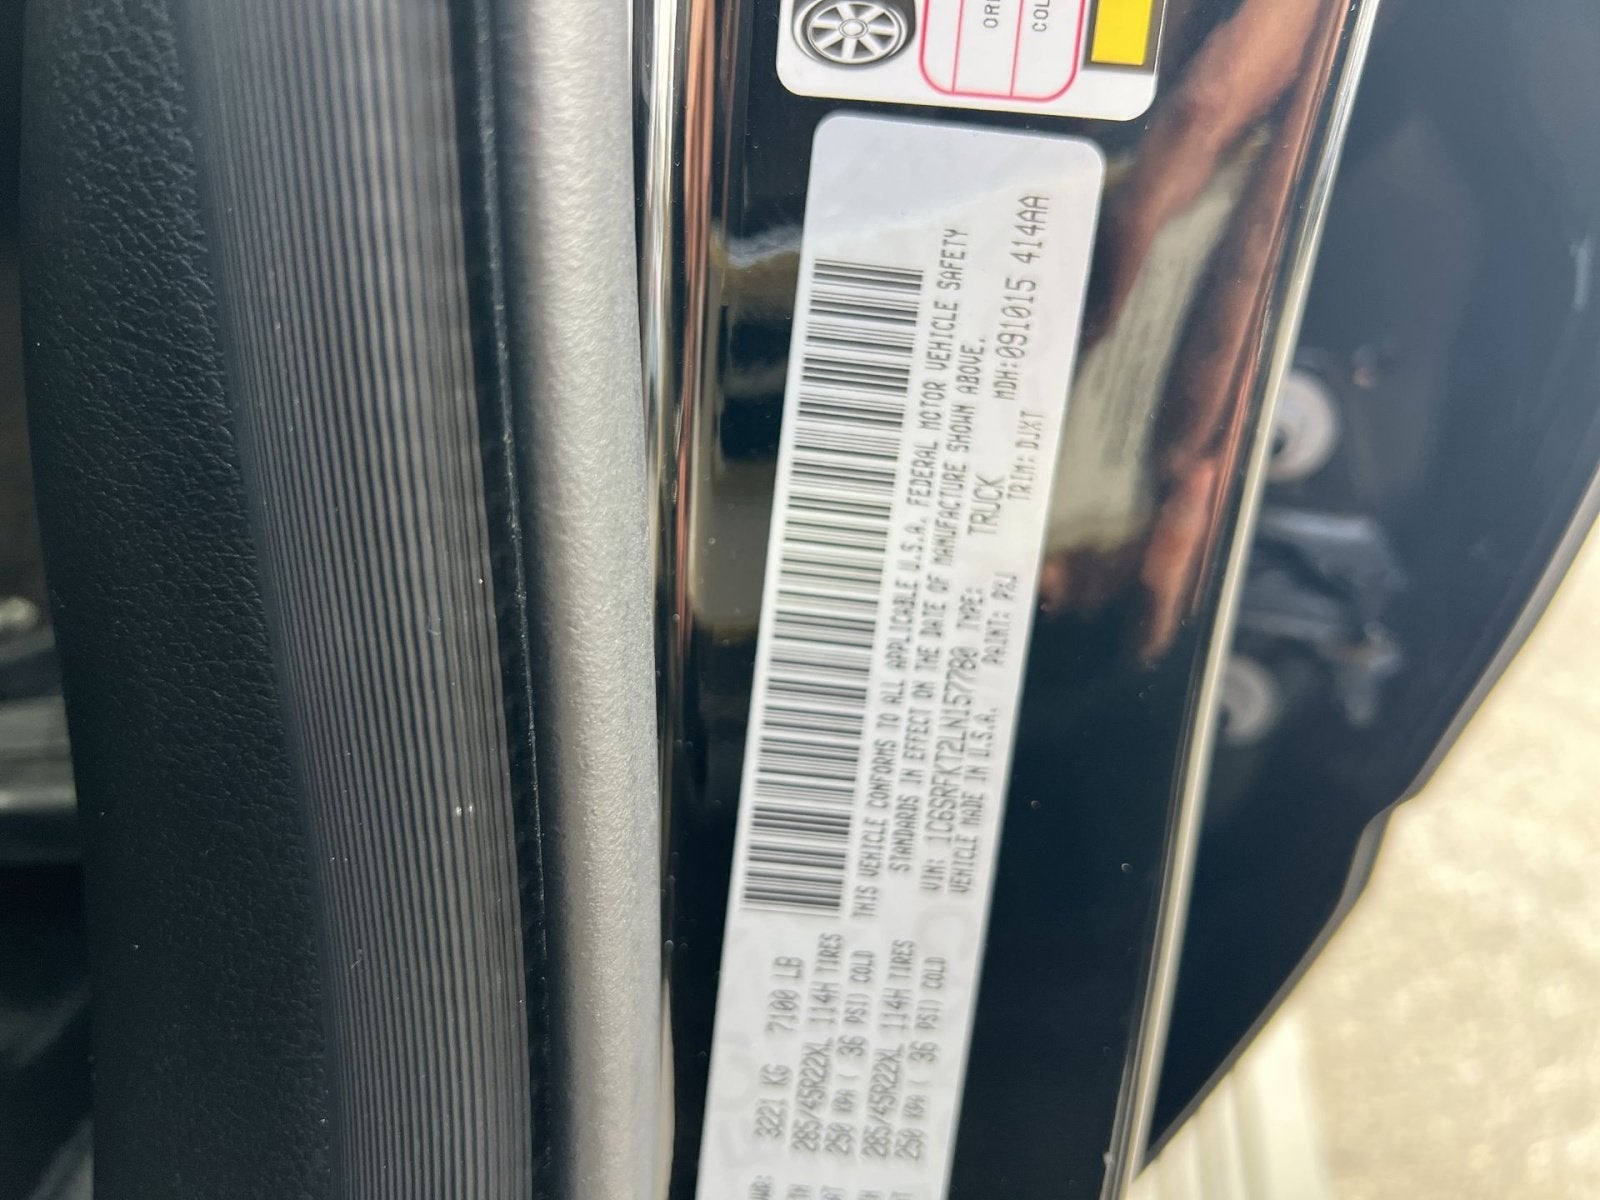 ORI
COL
3221 KG 7100 LB
285/45R22XL 114H TIRES
250 KPA ( 36 PSI) COLD
285/45R22XL 114H TIRES
250 KPA ( 36 PSI) COLD
THIS VEHICLE CONFORMS TO ALL APPLICABLE U.S.A. FEDERAL MOTOR VEHICLE SAFETY
STANDARDS IN EFFECT ON THE DATE OF MANUFACTURE SHOWN ABOVE.
VIN: 1C6SRFKT2LN157780 TYPE: TRUCK MDH:091015 414AA
VEHICLE MADE IN U.S.A. PAINT: PXJ TRIM: DJXT